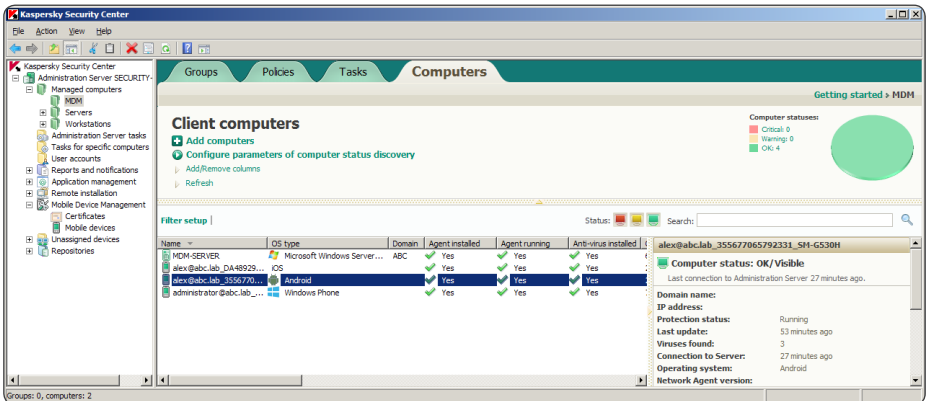 Kaspersky Security Center
File Action View Help
Kaspersky Security Center
Administration Server SECURITY-
Managed computers
MDM
Servers
Workstations
Administration Server tasks
Tasks for specific computers
User accounts
Reports and notifications
Application management
Remote installation
Mobile Device Management
Certificates
Mobile devices
Unassigned devices
Repositories
Groups Policies Tasks Computers
Getting started > MDM
Client computers
Add computers
Configure parameters of computer status discovery
Add/Remove columns
Refresh
Computer statuses:
Critical: 0
Warning: 0
OK: 4
Filter setup
Status: Search:
Name OS type Domain Agent installed Agent running Anti-virus installed
MDM-SERVER Microsoft Windows Server... ABC Yes Yes Yes
alex@abc.lab_DA48929... iOS Yes Yes Yes
alex@abc.lab_3556770... Android Yes Yes Yes
administrator@abc.lab_... Windows Phone Yes Yes Yes
alex@abc.lab_355677065792331_SM-G530H
Computer status: OK/Visible
Last connection to Administration Server 27 minutes ago.
Domain name:
IP address:
Protection status: Running
Last update: 53 minutes ago
Viruses found: 3
Connection to Server: 27 minutes ago
Operating system: Android
Network Agent version:
Groups: 0, computers: 2